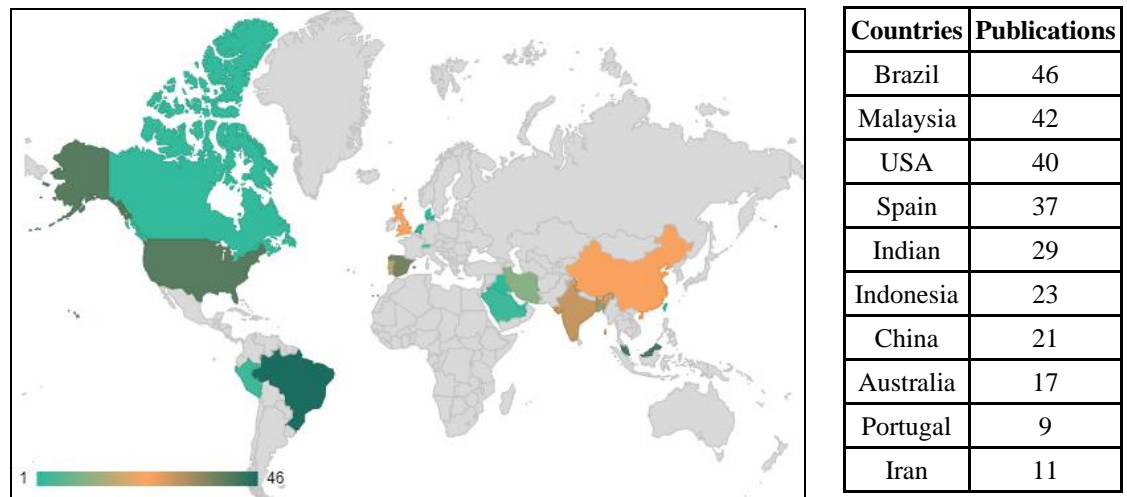 Countries Publications
Brazil 46
Malaysia 42
USA 40
Spain 37
Indian 29
Indonesia 23
China 21
Australia 17
Portugal 9
Iran 11
1 46